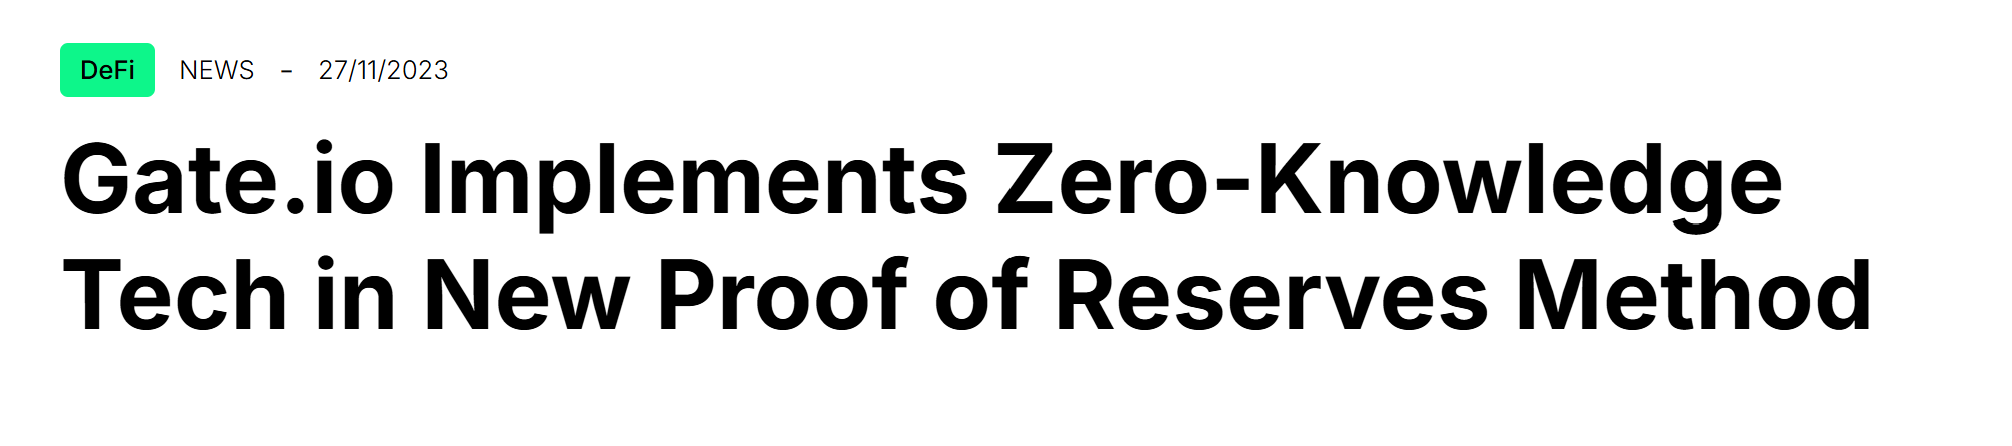 DeFi NEWS - 27/11/2023
Gate.io Implements Zero-Knowledge
Tech in New Proof of Reserves Method